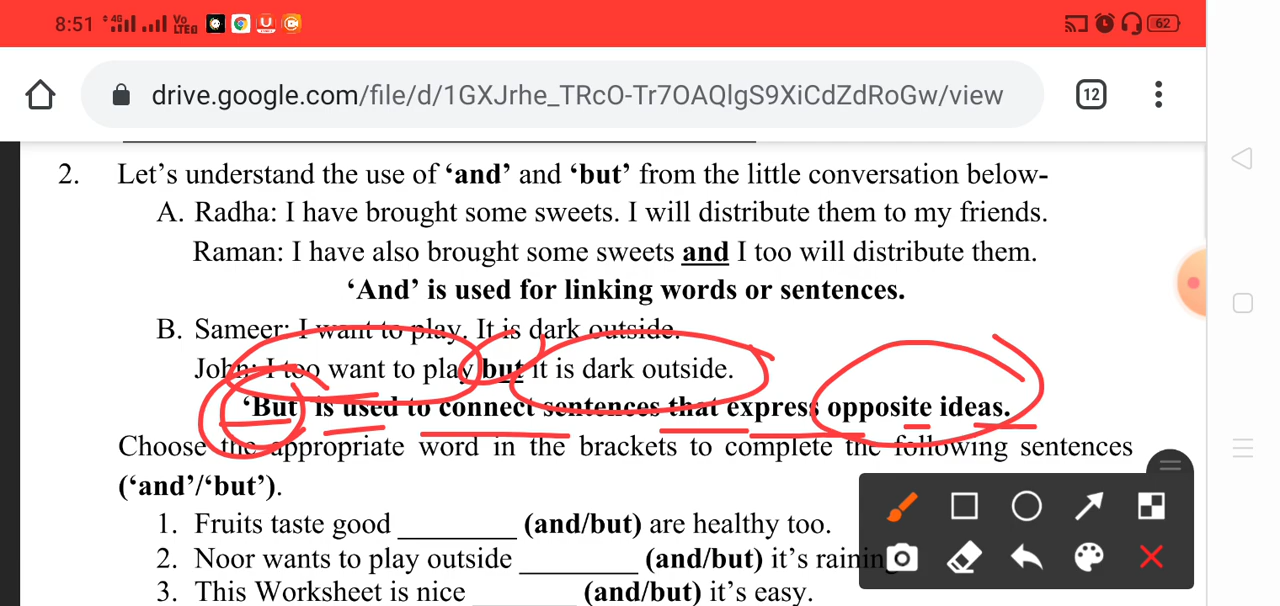 8:51 4G Vo LTE 62
drive.google.com/file/d/1GXJrhe_TRcO-Tr7OAQlgS9XiCdZdRoGw/view 12
2. Let’s understand the use of ‘and’ and ‘but’ from the little conversation below-
A. Radha: I have brought some sweets. I will distribute them to my friends.
Raman: I have also brought some sweets and I too will distribute them.
‘And’ is used for linking words or sentences.
B. Sameer: I want to play. It is dark outside.
John: I too want to play but it is dark outside.
‘But’ is used to connect sentences that express opposite ideas.
Choose the appropriate word in the brackets to complete the following sentences
(‘and’/‘but’).
1. Fruits taste good ________ (and/but) are healthy too.
2. Noor wants to play outside ________ (and/but) it’s rainin
3. This Worksheet is nice ________ (and/but) it’s easy.